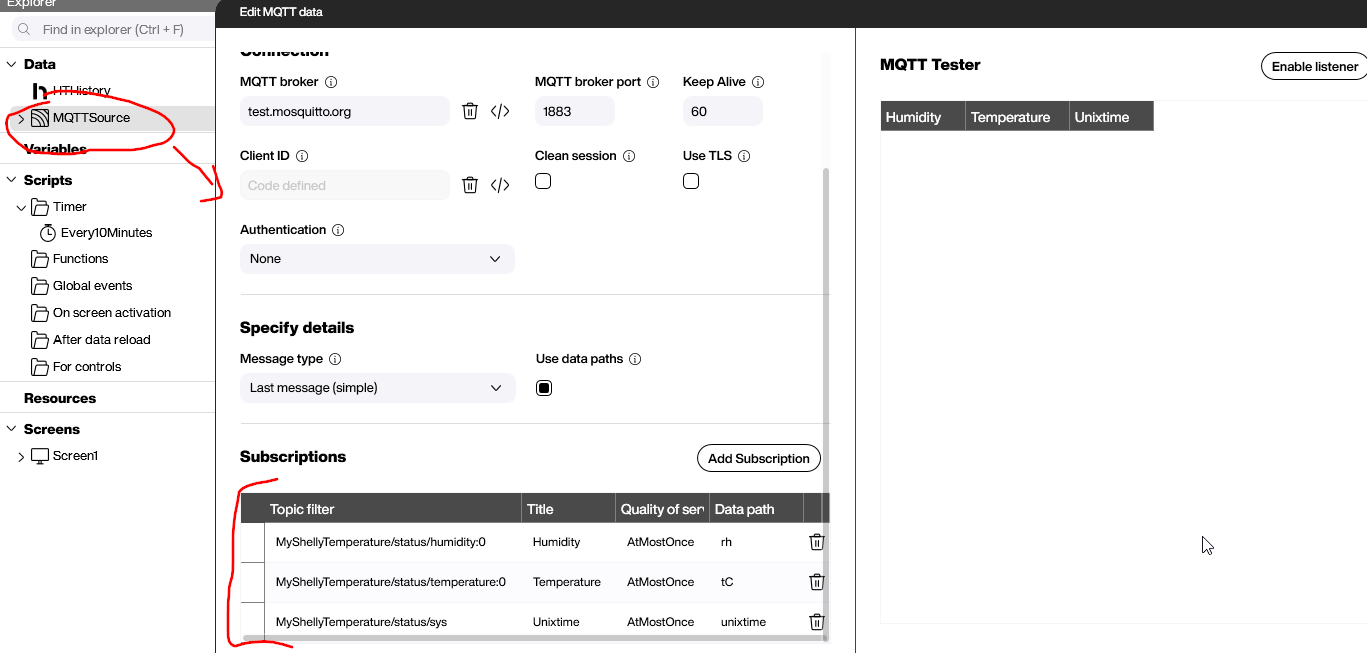 Explorer
Edit MQTT data
Find in explorer (Ctrl + F)
Data
HTHistory
MQTTSource
Variables
Scripts
Timer
Every10Minutes
Functions
Global events
On screen activation
After data reload
For controls
Resources
Screens
Screen1
Connection
MQTT broker
MQTT broker port
Keep Alive
test.mosquitto.org
1883
60
Client ID
Clean session
Use TLS
Code defined
Authentication
None
Specify details
Message type
Use data paths
Last message (simple)
Subscriptions
Add Subscription
Topic filter Title Quality of serv Data path
MyShellyTemperature/status/humidity:0 Humidity AtMostOnce rh
MyShellyTemperature/status/temperature:0 Temperature AtMostOnce tC
MyShellyTemperature/status/sys Unixtime AtMostOnce unixtime
MQTT Tester
Enable listener
Humidity Temperature Unixtime